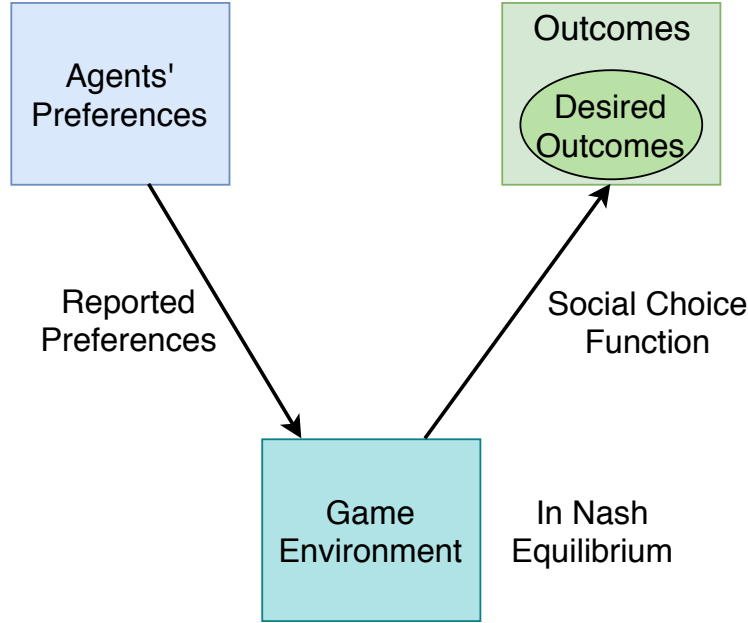 Agents'
Preferences
Outcomes
Desired
Outcomes
Reported
Preferences
Social Choice
Function
Game
Environment
In Nash
Equilibrium